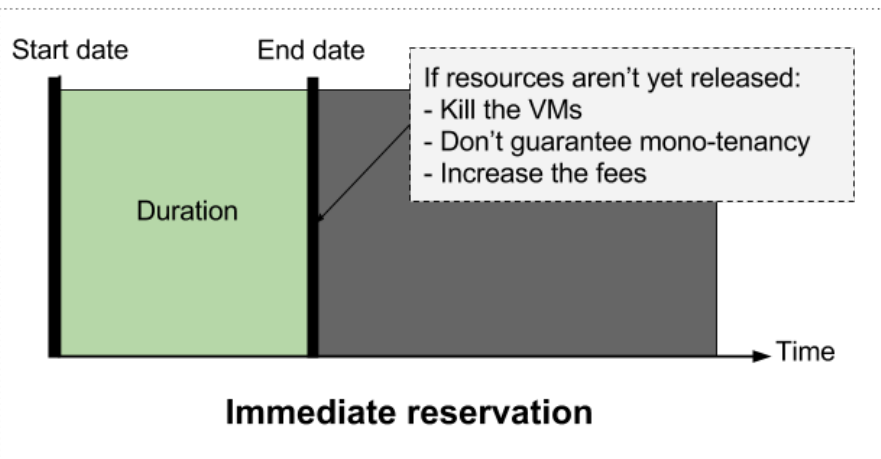 Start date
End date
If resources aren't yet released:
- Kill the VMs
- Don't guarantee mono-tenancy
- Increase the fees
Duration
Time
Immediate reservation